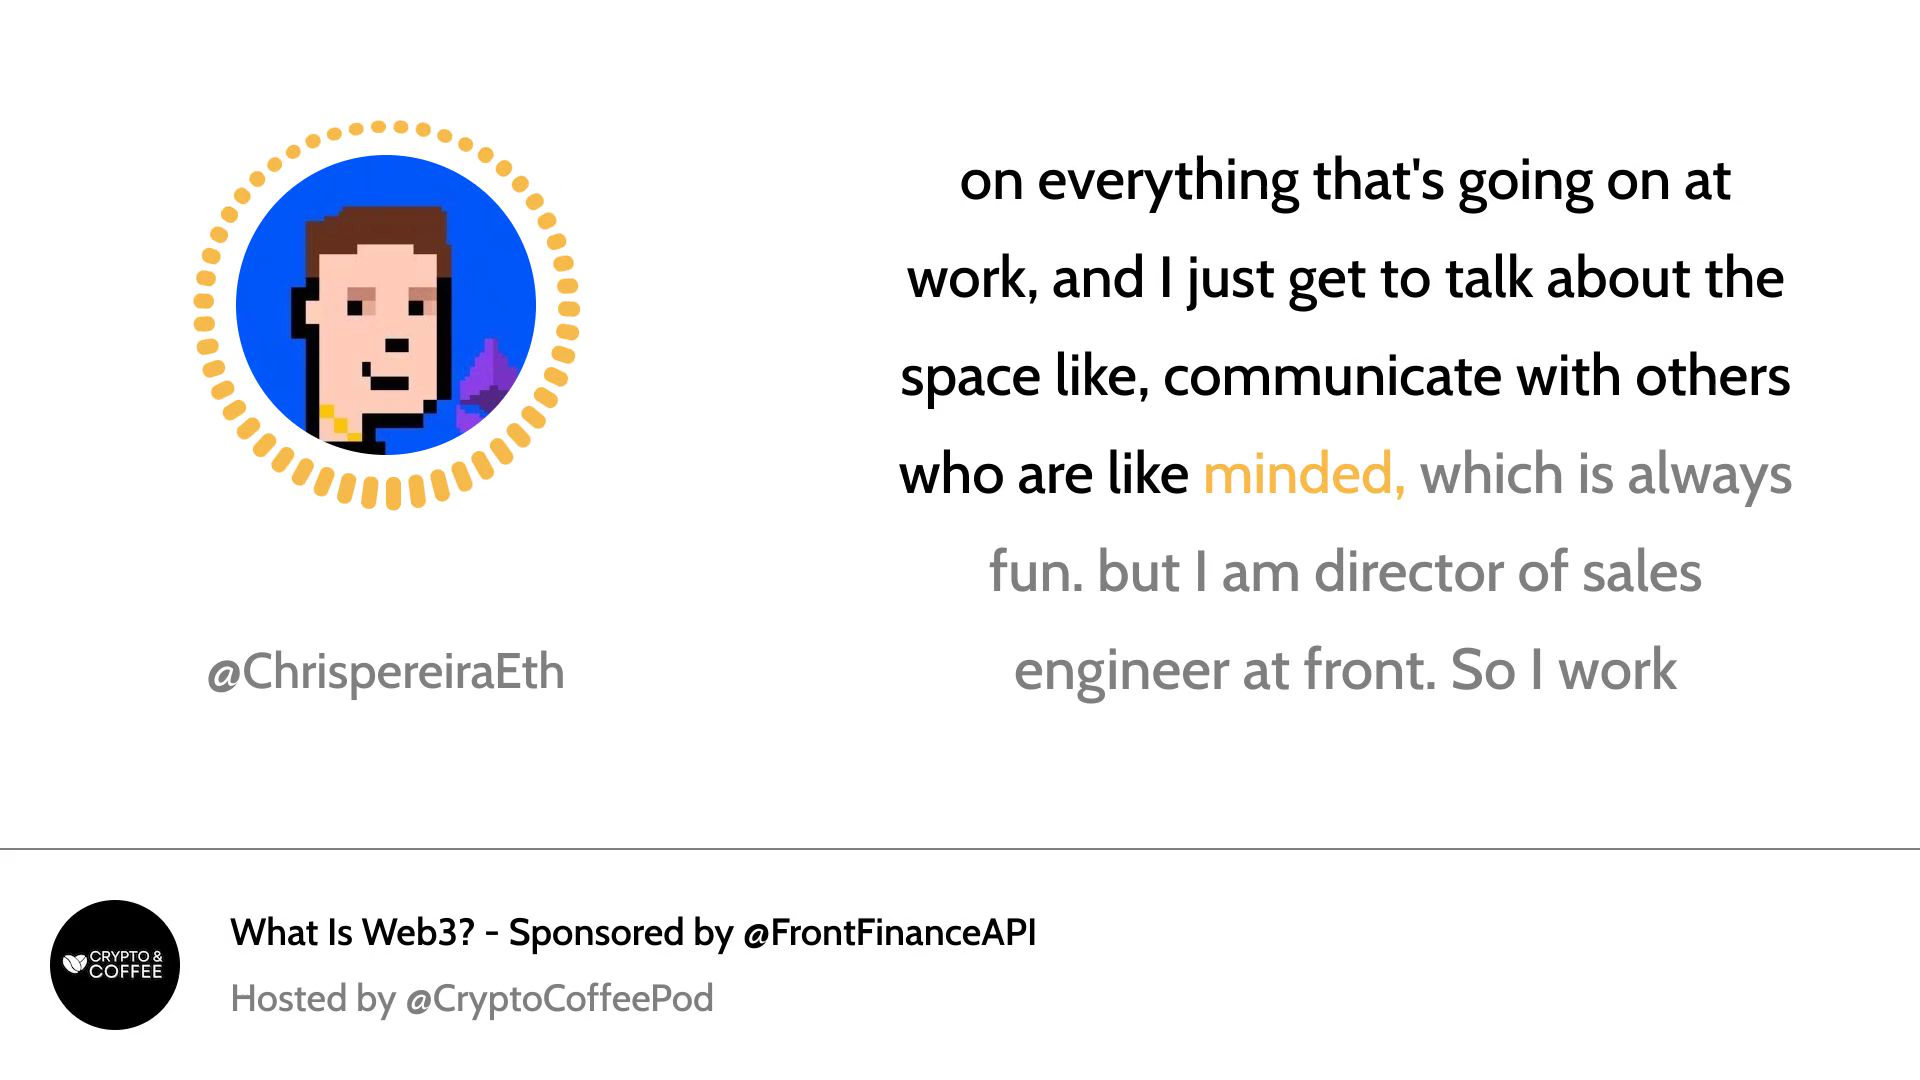 on everything that's going on at
work, and I just get to talk about the
space like, communicate with others
who are like minded, which is always
fun. but I am director of sales
engineer at front. So I work
@ChrispereiraEth
CRYPTO &
COFFEE
What Is Web3? - Sponsored by @FrontFinanceAPI
Hosted by @CryptoCoffeePod